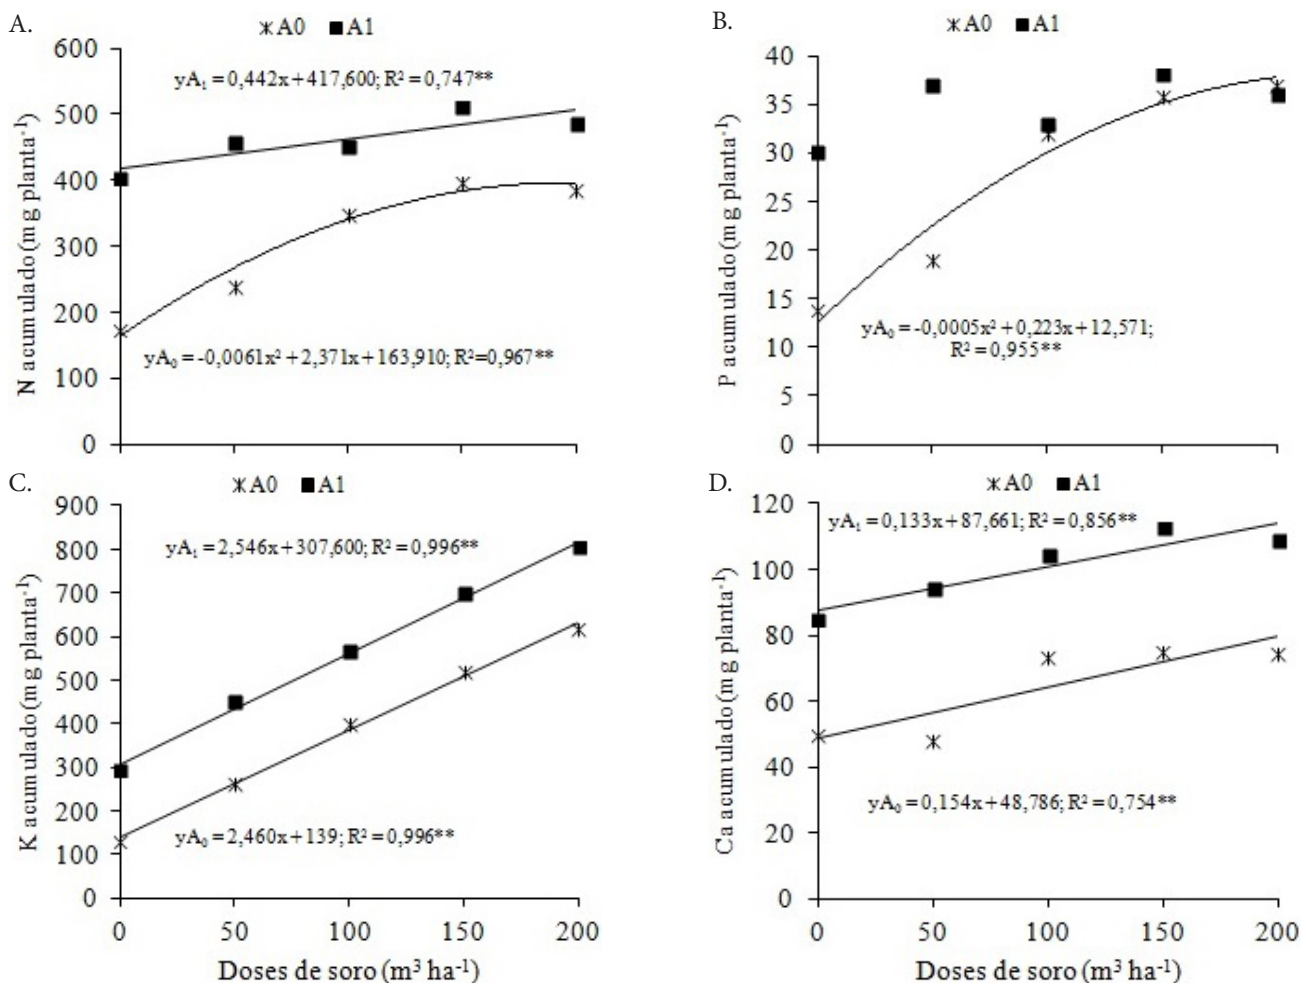 A.
A0 A1
N acumulado (mg planta⁻¹)
600
500
400
300
200
100
0
yA₁ = 0,442x + 417,600; R² = 0,747**
yA₀ = -0,0061x² + 2,371x + 163,910; R²=0,967**
B.
A0 A1
P acumulado (mg planta⁻¹)
40
35
30
25
20
15
10
5
0
yA₀ = -0,0005x² + 0,223x + 12,571;
R² = 0,955**
C.
A0 A1
K acumulado (mg planta⁻¹)
900
800
700
600
500
400
300
200
100
0
yA₁ = 2,546x + 307,600; R² = 0,996**
yA₀ = 2,460x + 139; R² = 0,996**
0 50 100 150 200
Doses de soro (m³ ha⁻¹)
D.
A0 A1
Ca acumulado (mg planta⁻¹)
120
100
80
60
40
20
0
yA₁ = 0,133x + 87,661; R² = 0,856**
yA₀ = 0,154x + 48,786; R² = 0,754**
0 50 100 150 200
Doses de soro (m³ ha⁻¹)